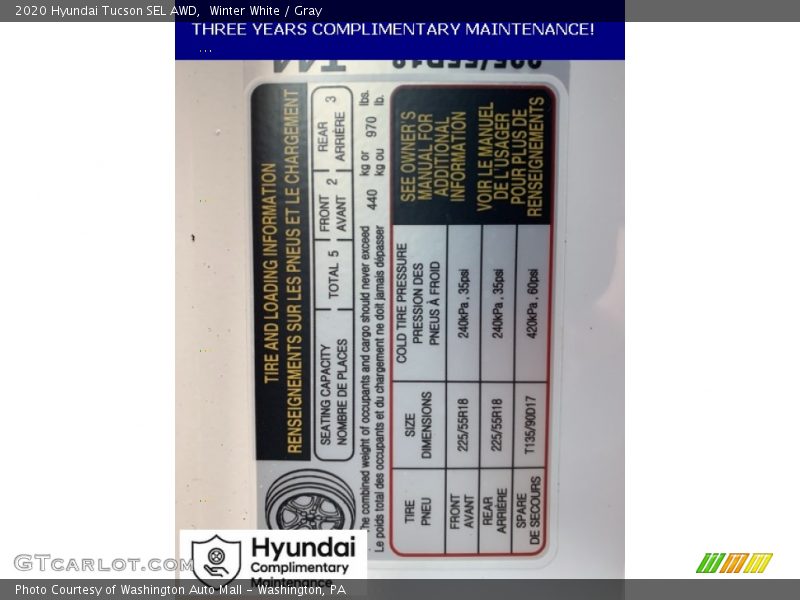 2020 Hyundai Tucson SEL AWD,  Winter White / Gray
THREE YEARS COMPLIMENTARY MAINTENANCE!
...
TIRE AND LOADING INFORMATION
RENSEIGNEMENTS SUR LES PNEUS ET LE CHARGEMENT
SEATING CAPACITY TOTAL 5 FRONT 2 REAR 3
NOMBRE DE PLACES AVANT ARRIÈRE
The combined weight of occupants and cargo should never exceed 440 kg or 970 lbs.
Le poids total des occupants et du chargement ne doit jamais dépasser kg ou lb.
TIRE SIZE COLD TIRE PRESSURE
PNEU DIMENSIONS PRESSION DES
PNEUS À FROID
FRONT 225/55R18 240kPa, 35psi
AVANT
REAR 225/55R18 240kPa, 35psi
ARRIÈRE
SPARE T135/90D17 420kPa, 60psi
DE SECOURS
SEE OWNER'S
MANUAL FOR
ADDITIONAL
INFORMATION
VOIR LE MANUEL
DE L'USAGER
POUR PLUS DE
RENSEIGNEMENTS
Hyundai
Complimentary
Maintenance
GTcarlot.com
Photo Courtesy of Washington Auto Mall - Washington, PA